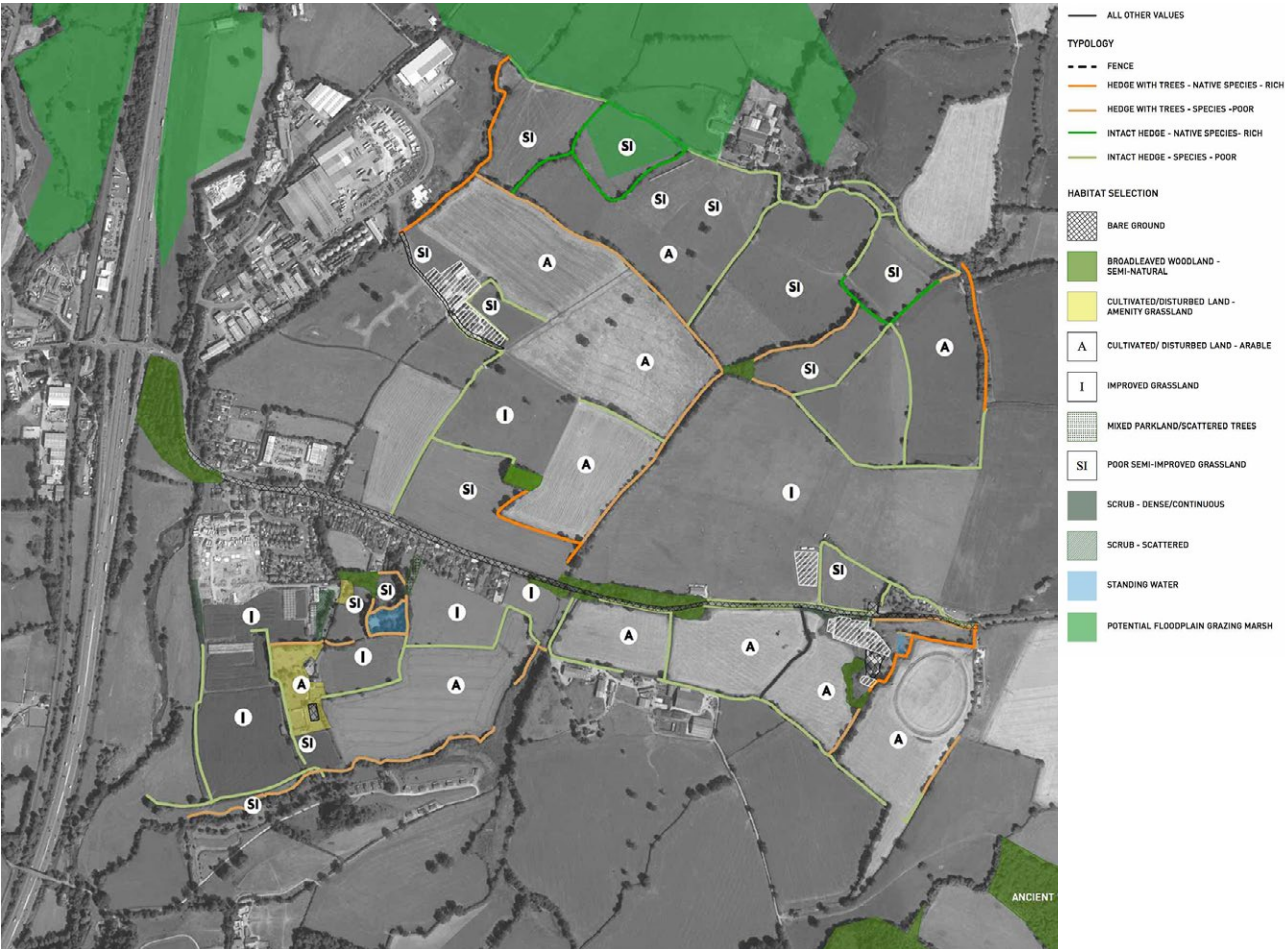 ALL OTHER VALUES
TYPOLOGY
FENCE
HEDGE WITH TREES - NATIVE SPECIES - RICH
HEDGE WITH TREES - SPECIES -POOR
INTACT HEDGE - NATIVE SPECIES- RICH
INTACT HEDGE - SPECIES - POOR
HABITAT SELECTION
BARE GROUND
BROADLEAVED WOODLAND -
SEMI-NATURAL
CULTIVATED/DISTURBED LAND -
AMENITY GRASSLAND
A CULTIVATED/ DISTURBED LAND - ARABLE
I IMPROVED GRASSLAND
MIXED PARKLAND/SCATTERED TREES
SI POOR SEMI-IMPROVED GRASSLAND
SCRUB - DENSE/CONTINUOUS
SCRUB - SCATTERED
STANDING WATER
POTENTIAL FLOODPLAIN GRAZING MARSH
SI
SI
SI
SI
SI
A
A
SI
SI
SI
SI
A
A
SI
I
A
SI
I
SI
I
SI
SI
I
I
A
A
I
A
A
A
I
SI
A
SI
ANCIENT